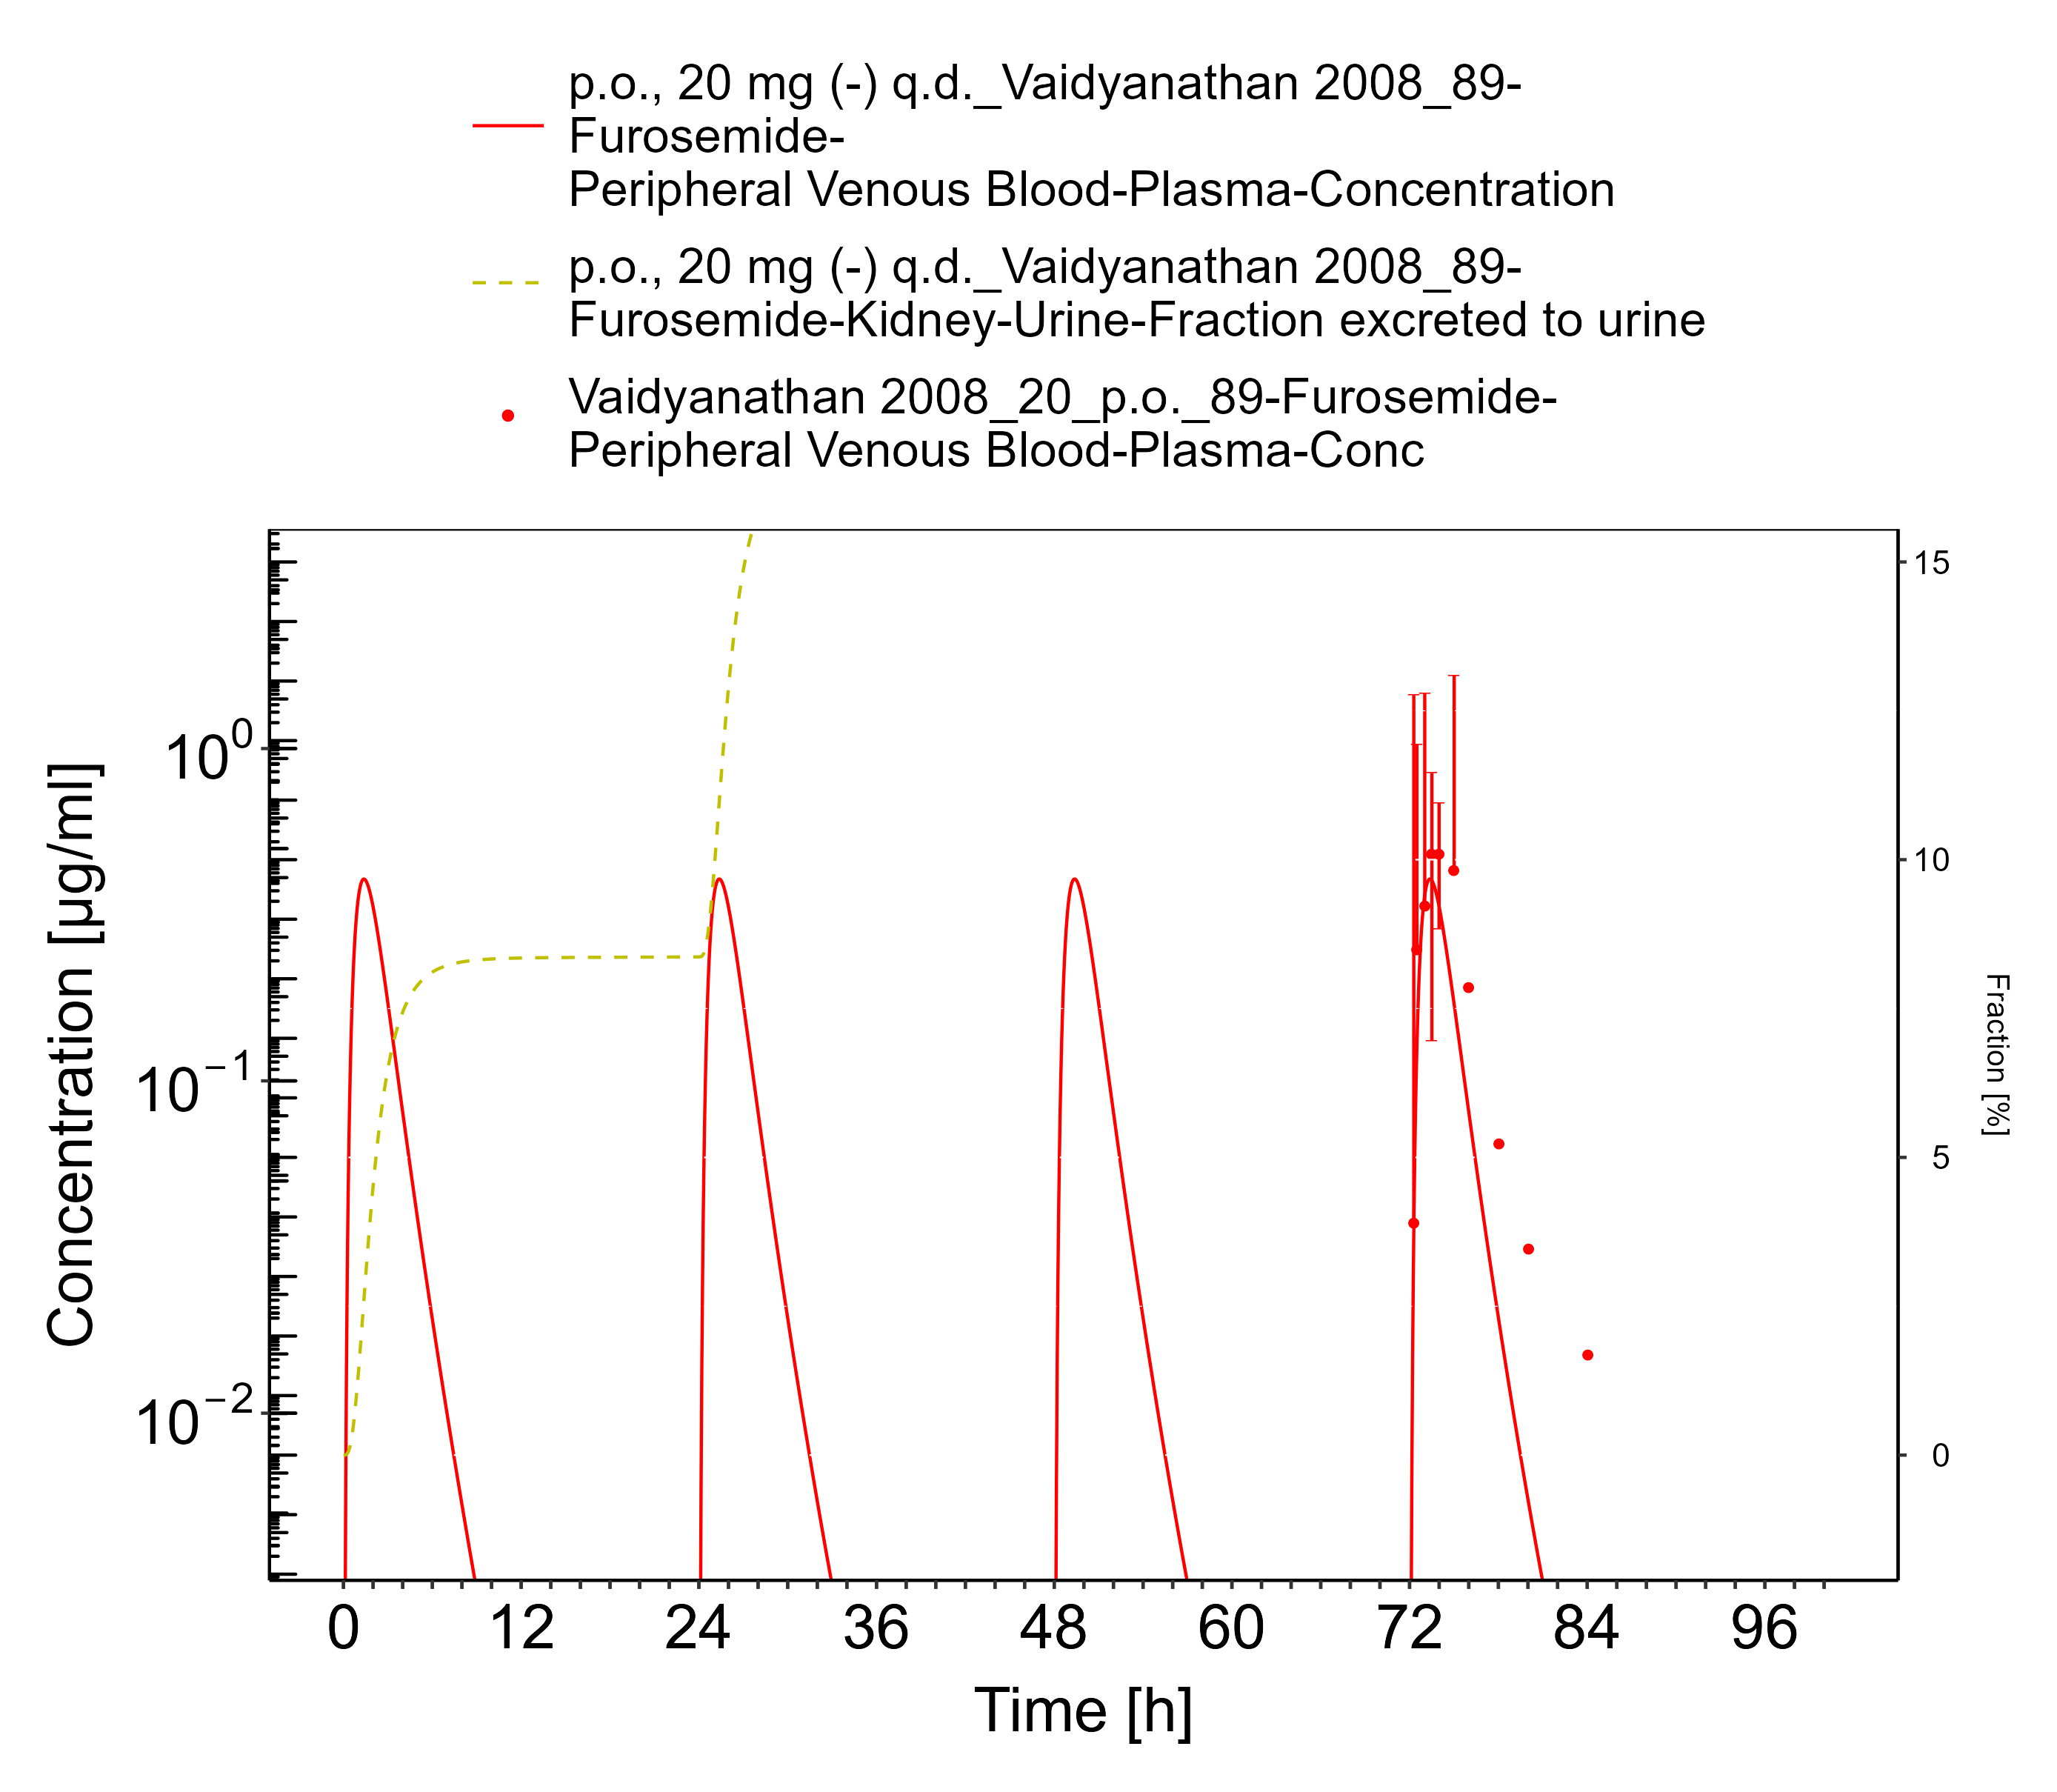 p.o., 20 mg (-) q.d._Vaidyanathan 2008_89-
Furosemide-
Peripheral Venous Blood-Plasma-Concentration
p.o., 20 mg (-) q.d._Vaidyanathan 2008_89-
Furosemide-Kidney-Urine-Fraction excreted to urine
Vaidyanathan 2008_20_p.o._89-Furosemide-
Peripheral Venous Blood-Plasma-Conc
Concentration [µg/ml]
10⁰
10⁻¹
10⁻²
15
10
5
0
Fraction [%]
0 12 24 36 48 60 72 84 96
Time [h]